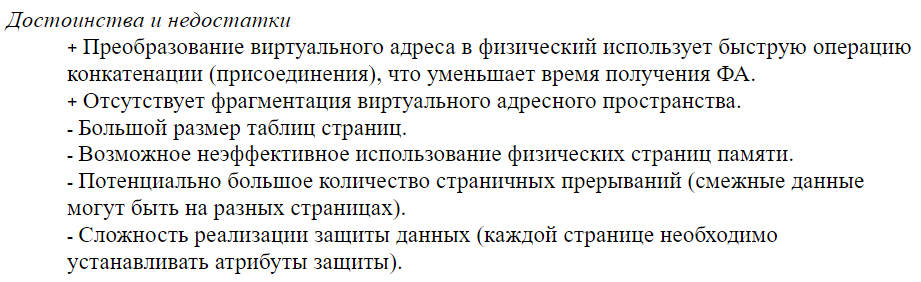 Достоинства и недостатки
+ Преобразование виртуального адреса в физический использует быструю операцию
конкатенации (присоединения), что уменьшает время получения ФА.
+ Отсутствует фрагментация виртуального адресного пространства.
- Большой размер таблиц страниц.
- Возможное неэффективное использование физических страниц памяти.
- Потенциально большое количество страничных прерываний (смежные данные
могут быть на разных страницах).
- Сложность реализации защиты данных (каждой странице необходимо
устанавливать атрибуты защиты).